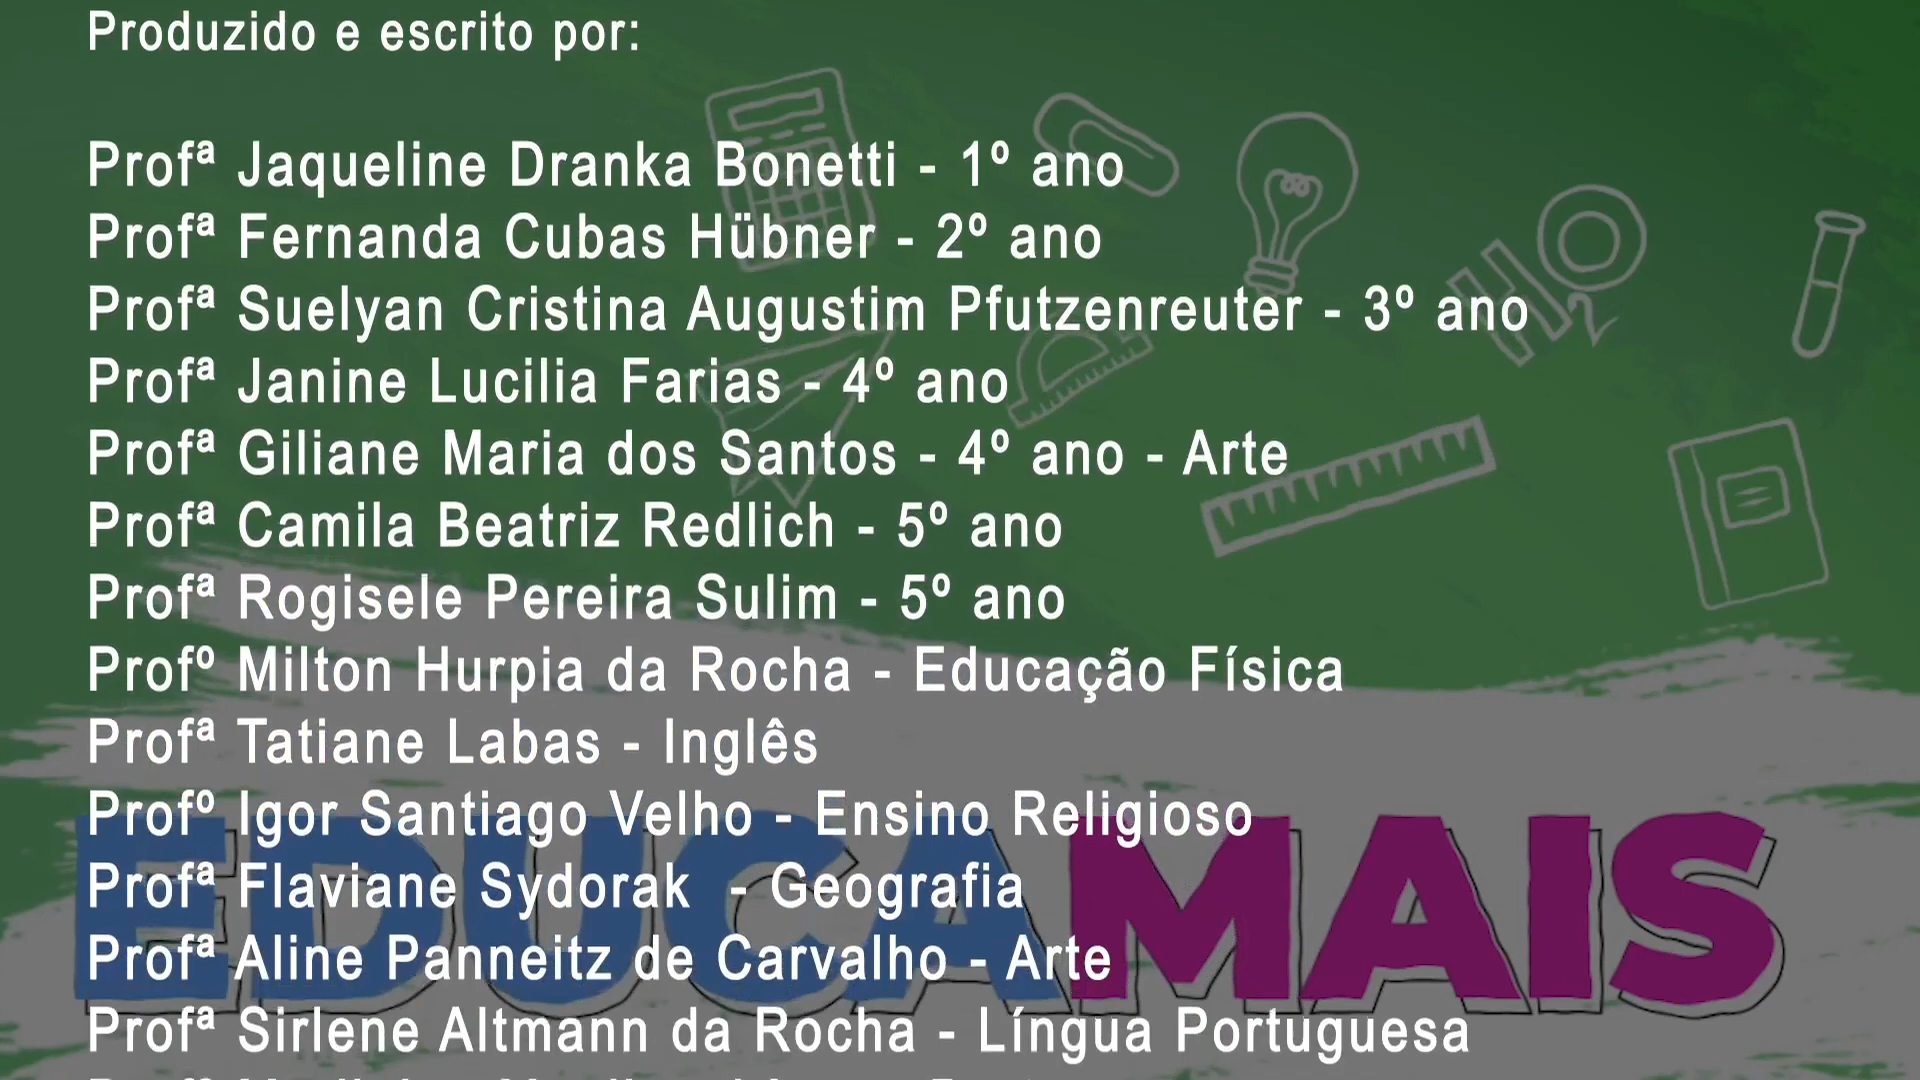 Produzido e escrito por:
Profª Jaqueline Dranka Bonetti - 1º ano
Profª Fernanda Cubas Hübner - 2º ano
Profª Suelyan Cristina Augustim Pfutzenreuter - 3º ano
Profª Janine Lucilia Farias - 4º ano
Profª Giliane Maria dos Santos - 4º ano - Arte
Profª Camila Beatriz Redlich - 5º ano
Profª Rogisele Pereira Sulim - 5º ano
Profº Milton Hurpia da Rocha - Educação Física
Profª Tatiane Labas - Inglês
Profº Igor Santiago Velho - Ensino Religioso
Profª Flaviane Sydorak  - Geografia
Profª Aline Panneitz de Carvalho - Arte
Profª Sirlene Altmann da Rocha - Língua Portuguesa
EDUCAMAIS